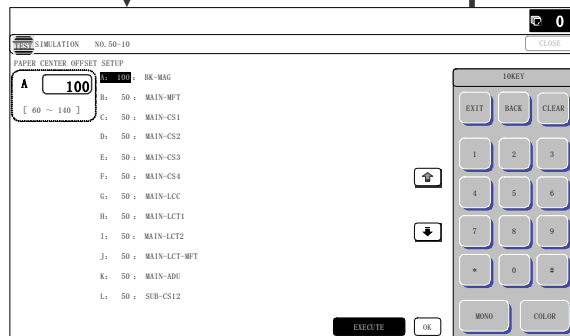 0
TEST SIMULATION NO.50-10
CLOSE
PAPER CENTER OFFSET SETUP
A 100
[ 60 ～ 140 ]
A: 100 : BK-MAG
B: 50 : MAIN-MFT
C: 50 : MAIN-CS1
D: 50 : MAIN-CS2
E: 50 : MAIN-CS3
F: 50 : MAIN-CS4
G: 50 : MAIN-LCC
H: 50 : MAIN-LCT1
I: 50 : MAIN-LCT2
J: 50 : MAIN-LCT-MFT
K: 50 : MAIN-ADU
L: 50 : SUB-CS12
EXECUTE OK
10KEY
EXIT BACK CLEAR
1 2 3
4 5 6
7 8 9
* 0 #
MONO COLOR